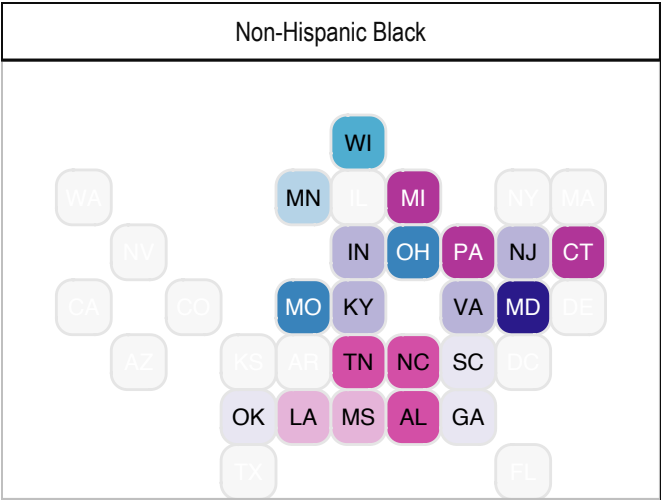 Non-Hispanic Black
WI
WA MN IL MI NY MA
NV IN OH PA NJ CT
CA CO MO KY VA MD DE
AZ KS AR TN NC SC DC
OK LA MS AL GA
TX FL